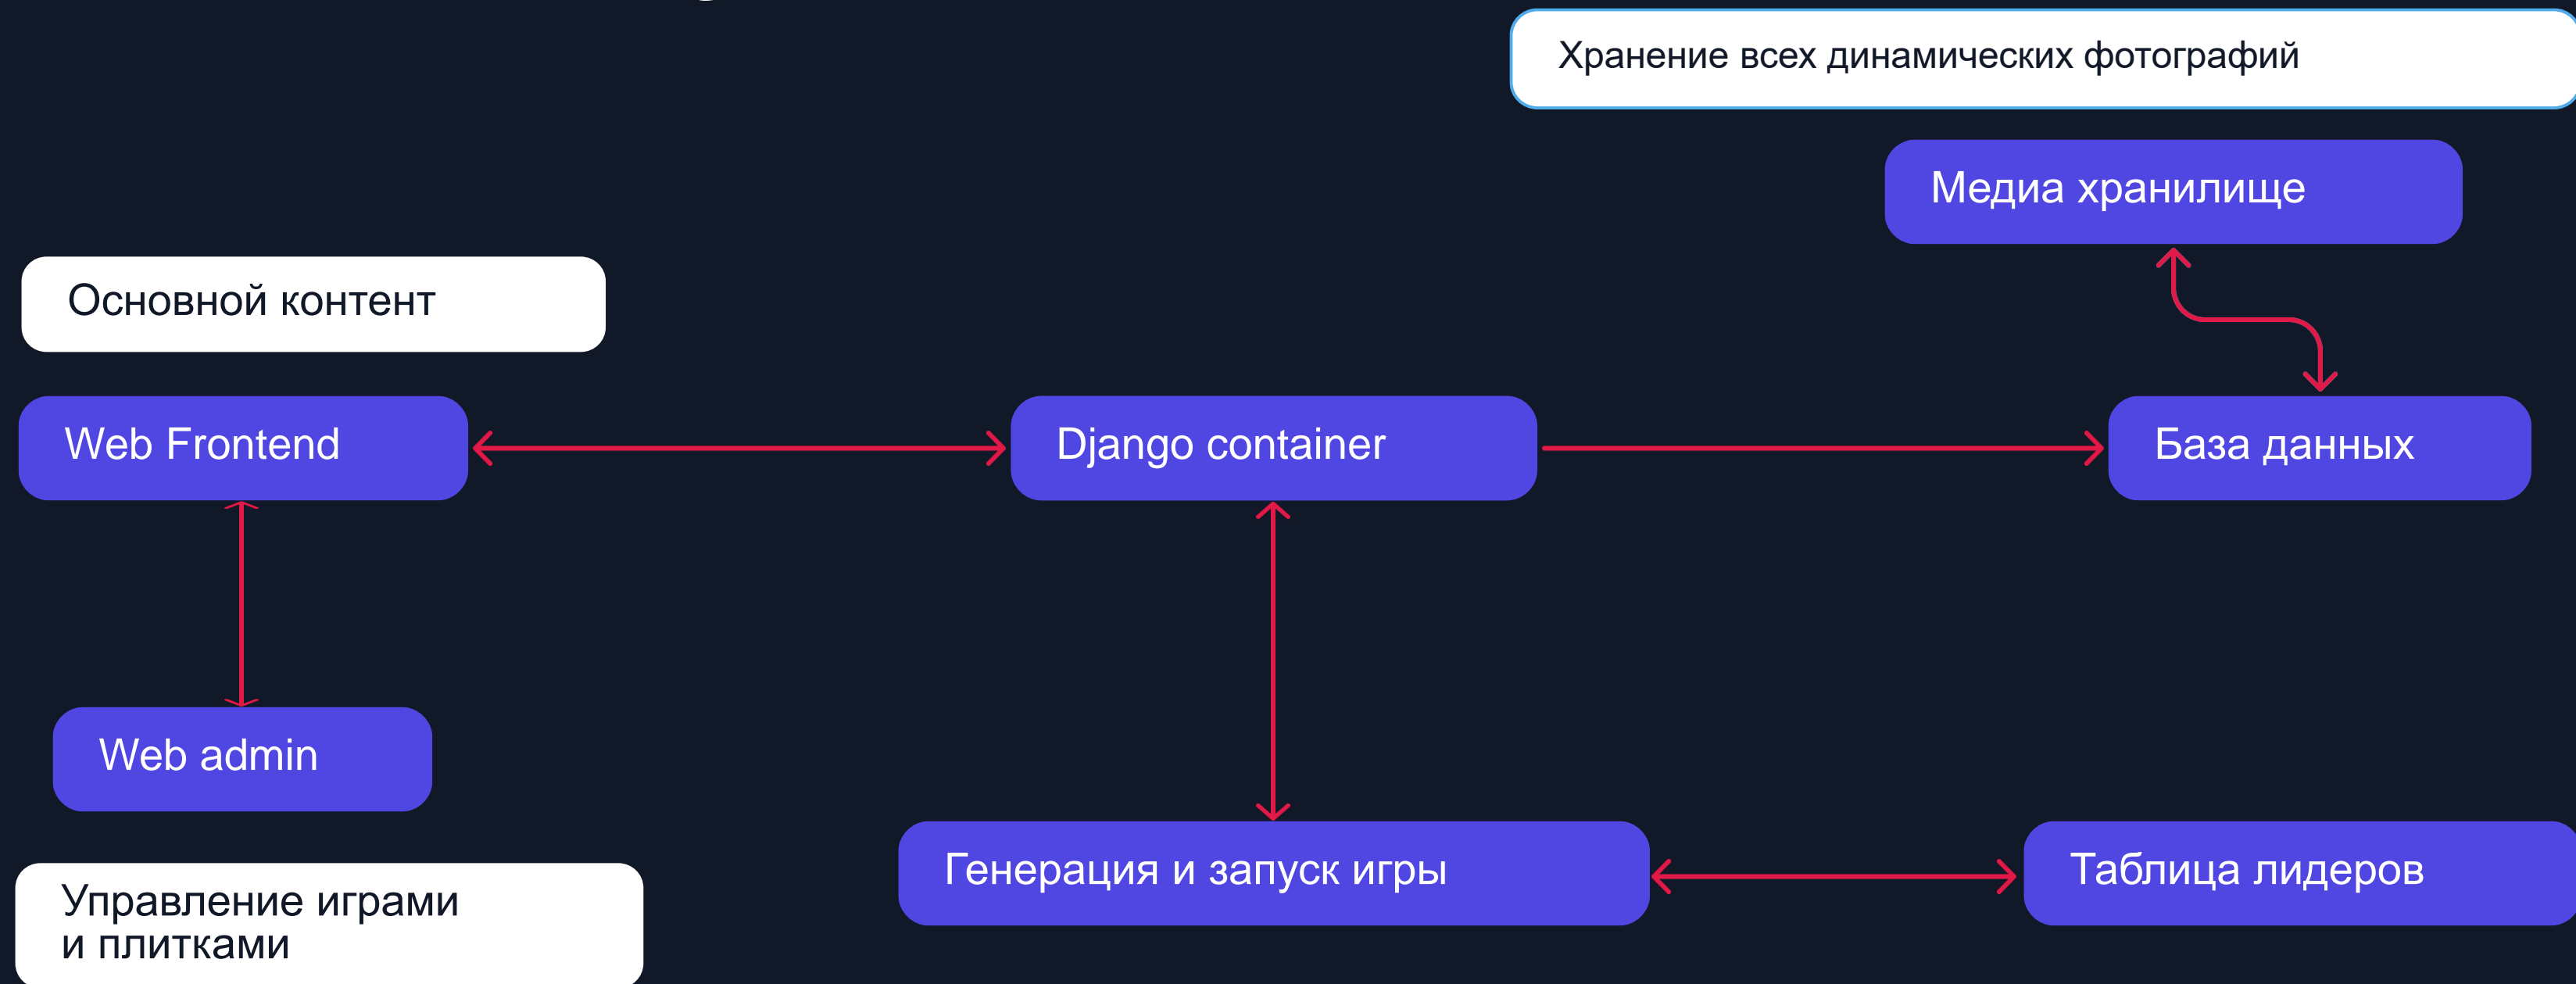 Хранение всех динамических фотографий
Медиа хранилище
Основной контент
Web Frontend
Django container
База данных
Web admin
Генерация и запуск игры
Таблица лидеров
Управление играми
и плитками